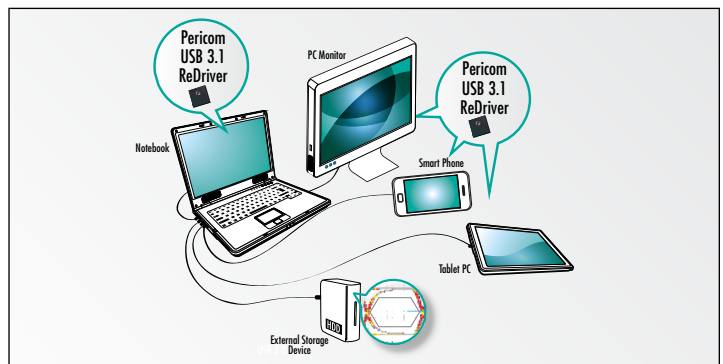 Pericom
USB 3.1
ReDriver
PC Monitor
Pericom
USB 3.1
ReDriver
Notebook
Smart Phone
Tablet PC
HDD
External Storage
Device